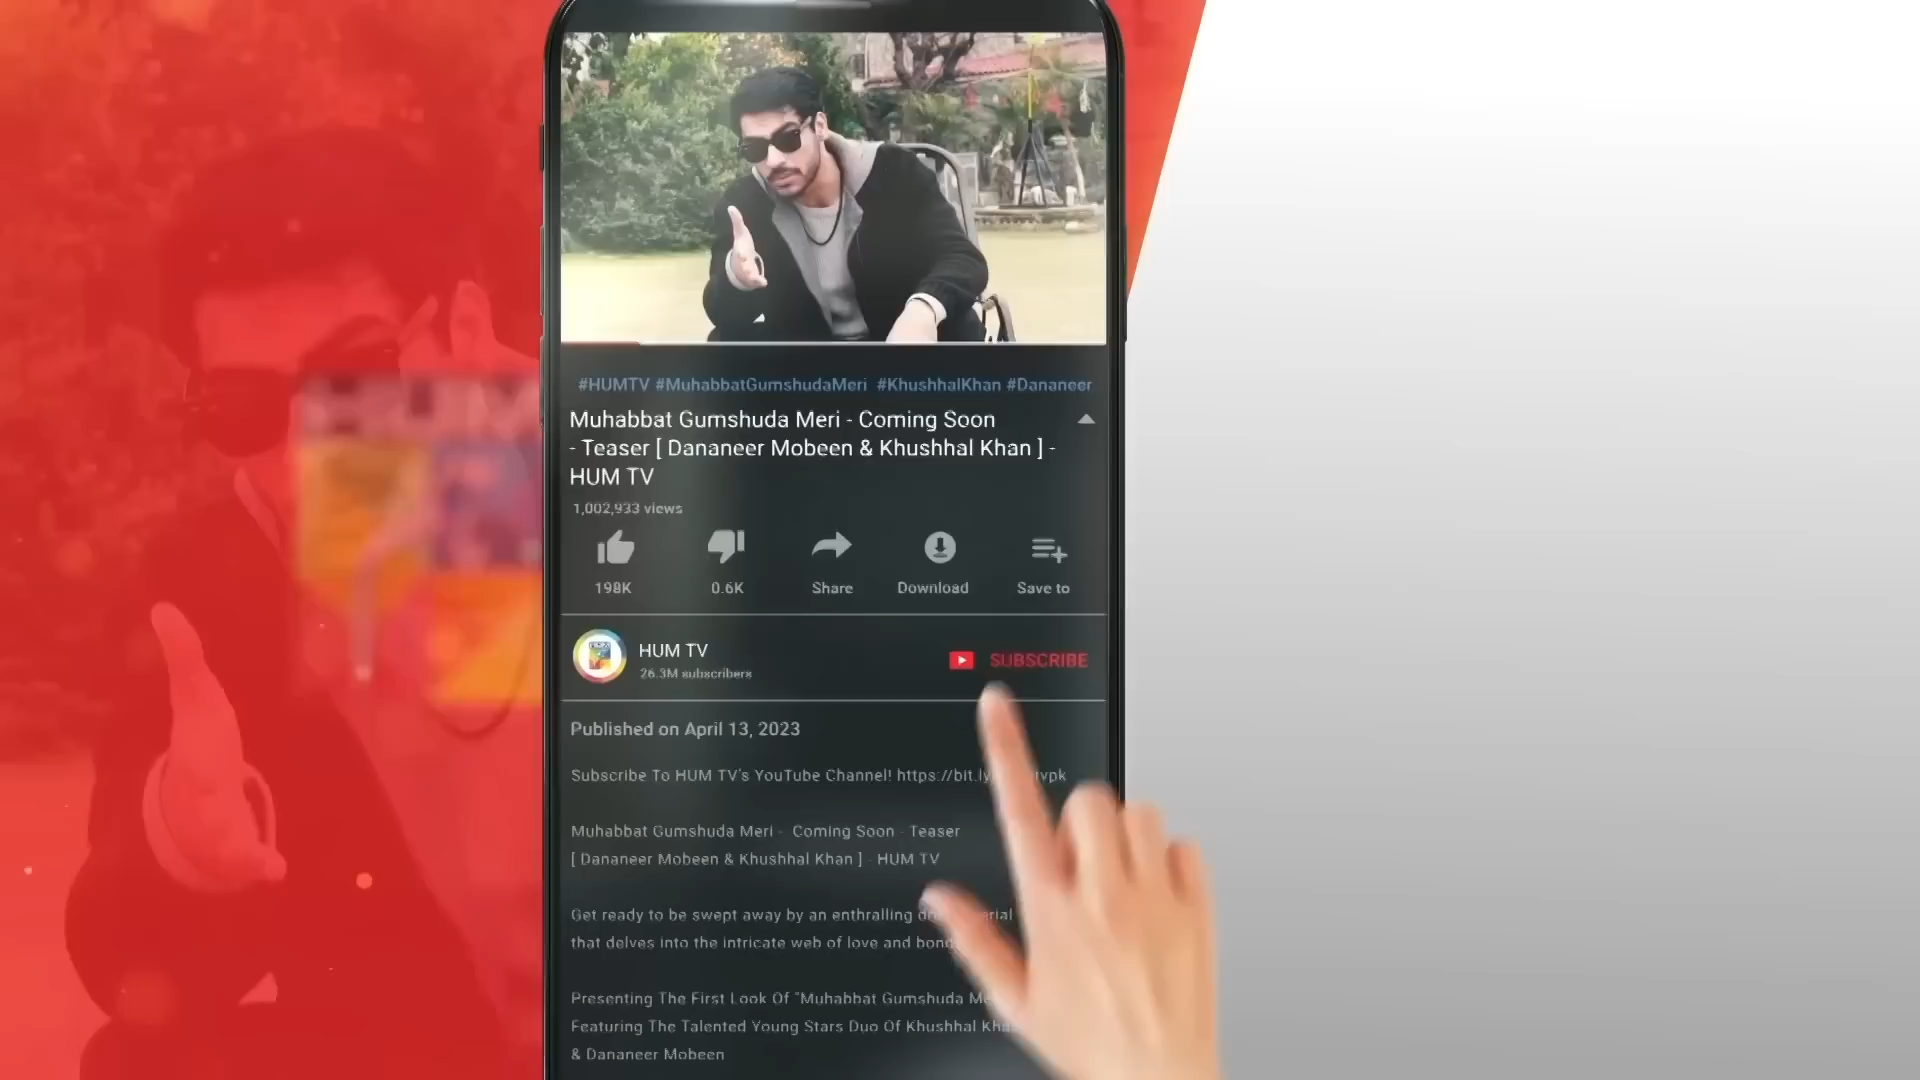 #HUMTV #MuhabbatGumshudaMeri #KhushhalKhan #Dananeer
Muhabbat Gumshuda Meri - Coming Soon
- Teaser [ Dananeer Mobeen & Khushhal Khan ] -
HUM TV
1,002,933 views
198K 0.6K Share Download Save to
HUM TV
SUBSCRIBE
26.3M subscribers
Published on April 13, 2023
Subscribe To HUM TV's YouTube Channel! https://bit.ly
Muhabbat Gumshuda Meri - Coming Soon - Teaser
[ Dananeer Mobeen & Khushhal Khan ] - HUM TV
Get ready to be swept away by an enthralling
that delves into the intricate web of love and
Presenting The First Look Of "Muhabbat Gumshuda
Featuring The Talented Young Stars Duo Of Khushhal
& Dananeer Mobeen
HUM